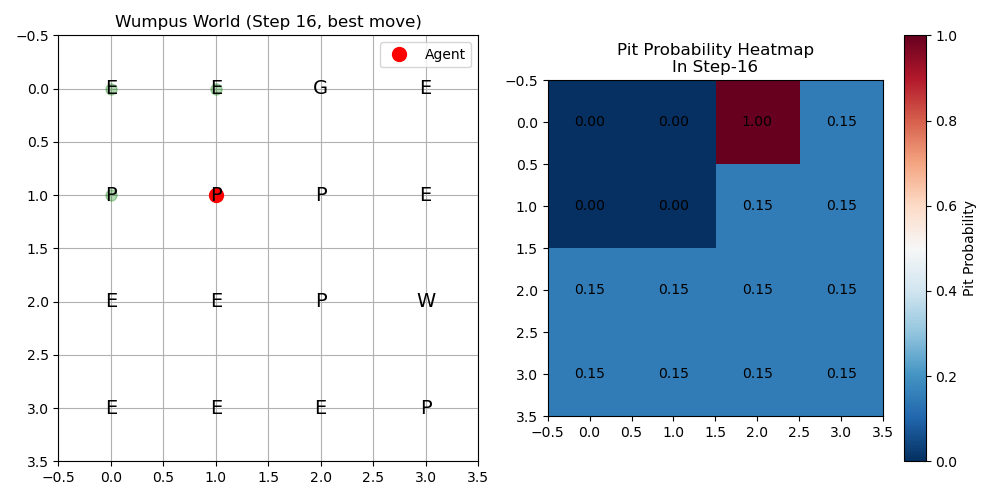 Wumpus World (Step 16, best move)
−0.5
0.0
0.5
1.0
1.5
2.0
2.5
3.0
3.5
Agent
E E G E
P P P E
E E P W
E E E P
−0.5 0.0 0.5 1.0 1.5 2.0 2.5 3.0 3.5
Pit Probability Heatmap
In Step-16
−0.5
0.0
0.5
1.0
1.5
2.0
2.5
3.0
3.5
0.00 0.00 1.00 0.15
0.00 0.00 0.15 0.15
0.15 0.15 0.15 0.15
0.15 0.15 0.15 0.15
−0.5 0.0 0.5 1.0 1.5 2.0 2.5 3.0 3.5
1.0
0.8
0.6
0.4
0.2
0.0
Pit Probability